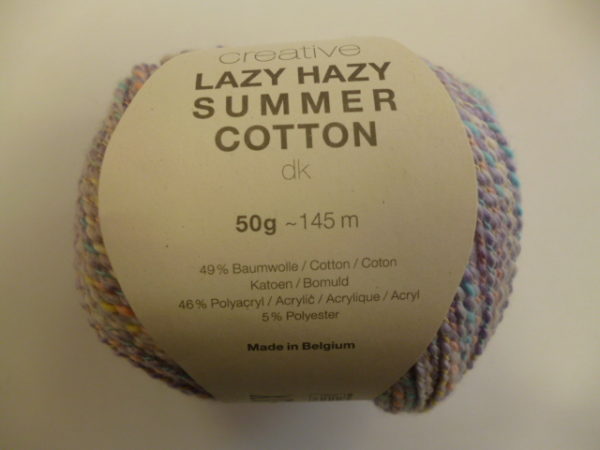 creative
LAZY HAZY
SUMMER
COTTON
dk
50g ~145 m
49% Baumwolle / Cotton / Coton
Katoen / Bomuld
46% Polyacryl / Acrylic / Acrylique / Acryl
5% Polyester
Made in Belgium